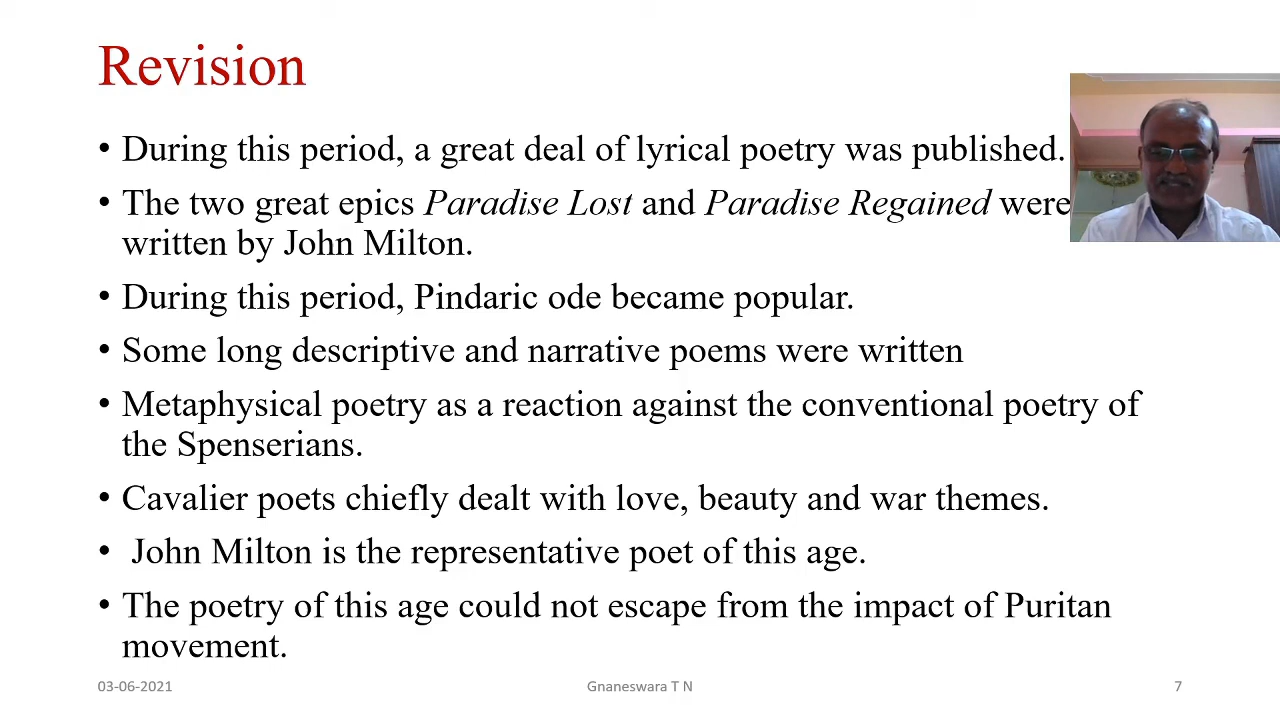 Revision
• During this period, a great deal of lyrical poetry was published.
• The two great epics Paradise Lost and Paradise Regained were
written by John Milton.
• During this period, Pindaric ode became popular.
• Some long descriptive and narrative poems were written
• Metaphysical poetry as a reaction against the conventional poetry of
the Spenserians.
• Cavalier poets chiefly dealt with love, beauty and war themes.
• John Milton is the representative poet of this age.
• The poetry of this age could not escape from the impact of Puritan
movement.
03-06-2021
Gnaneswara T N
7